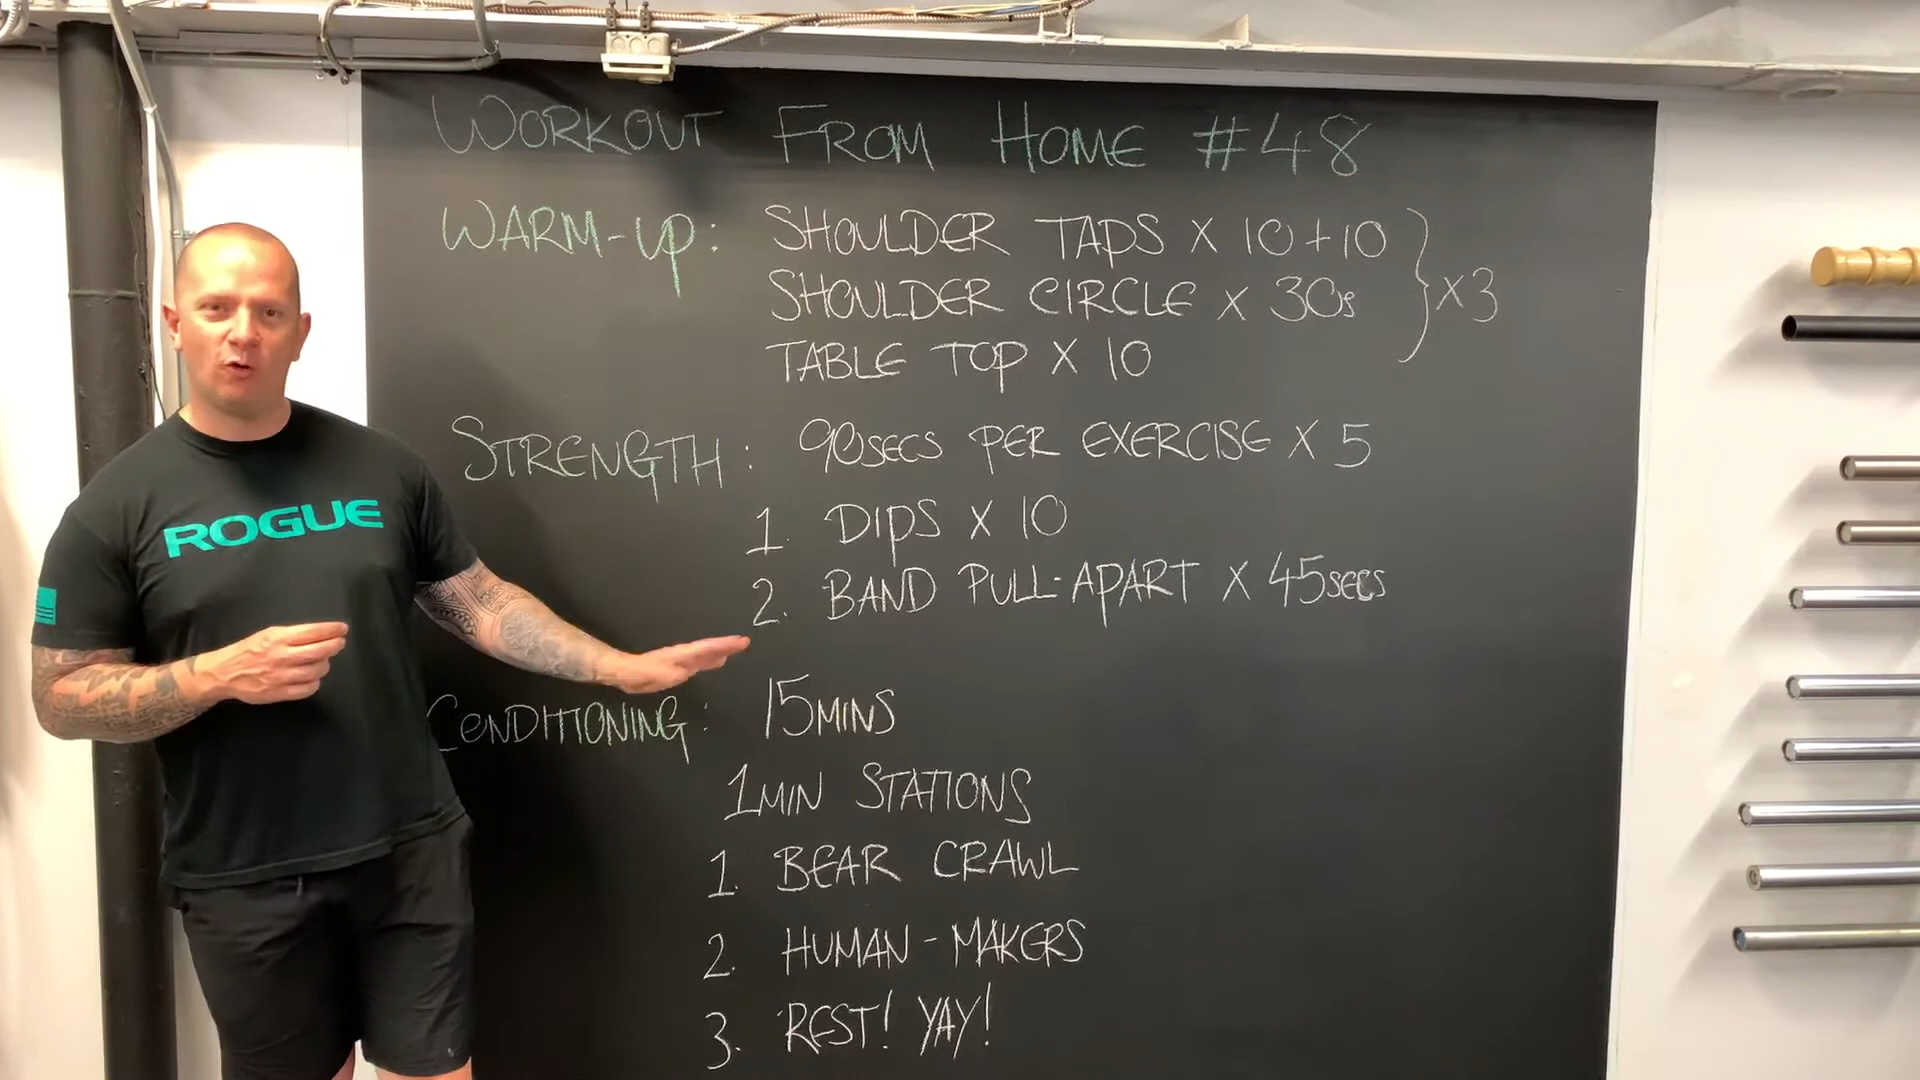 WORKOUT FROM HOME #48
WARM-UP: SHOULDER TAPS X 10+10
SHOULDER CIRCLE X 30s
TABLE TOP X 10
} X3
STRENGTH: 90SECS PER EXERCISE X 5
1. DIPS X 10
2. BAND PULL-APART X 45SECS
CONDITIONING: 15MINS
1MIN STATIONS
1. BEAR CRAWL
2. HUMAN-MAKERS
3. REST! YAY!
ROGUE